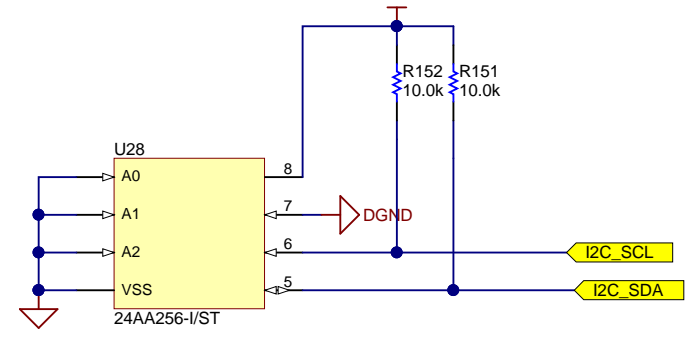 R152
10.0k
R151
10.0k
U28
A0
A1
A2
VSS
8
7
6
5
DGND
I2C_SCL
I2C_SDA
24AA256-I/ST